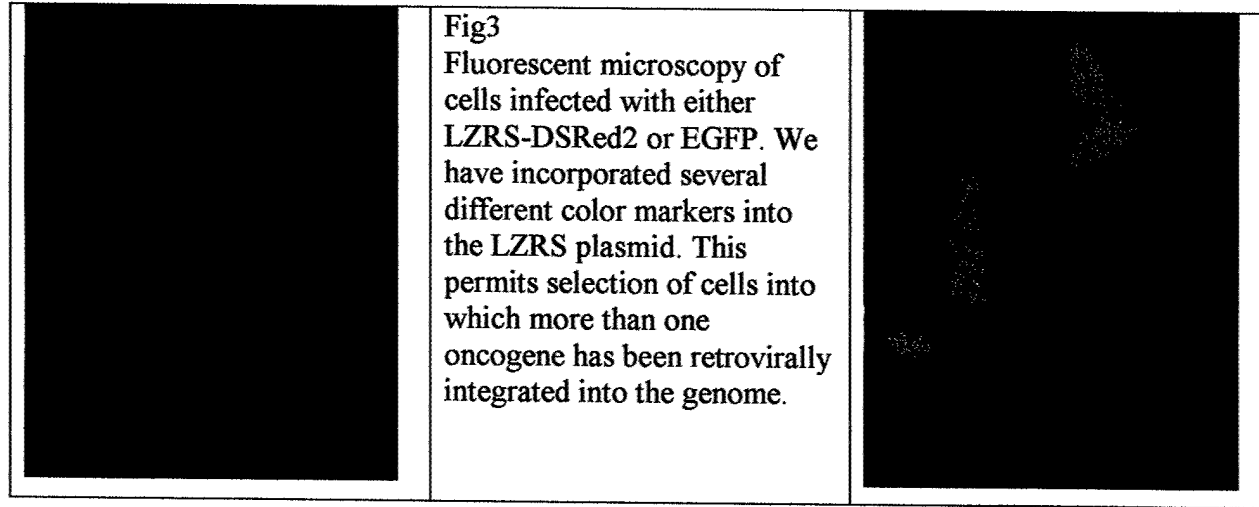 Fig3
Fluorescent microscopy of
cells infected with either
LZRS-DSRed2 or EGFP. We
have incorporated several
different color markers into
the LZRS plasmid. This
permits selection of cells into
which more than one
oncogene has been retrovirally
integrated into the genome.